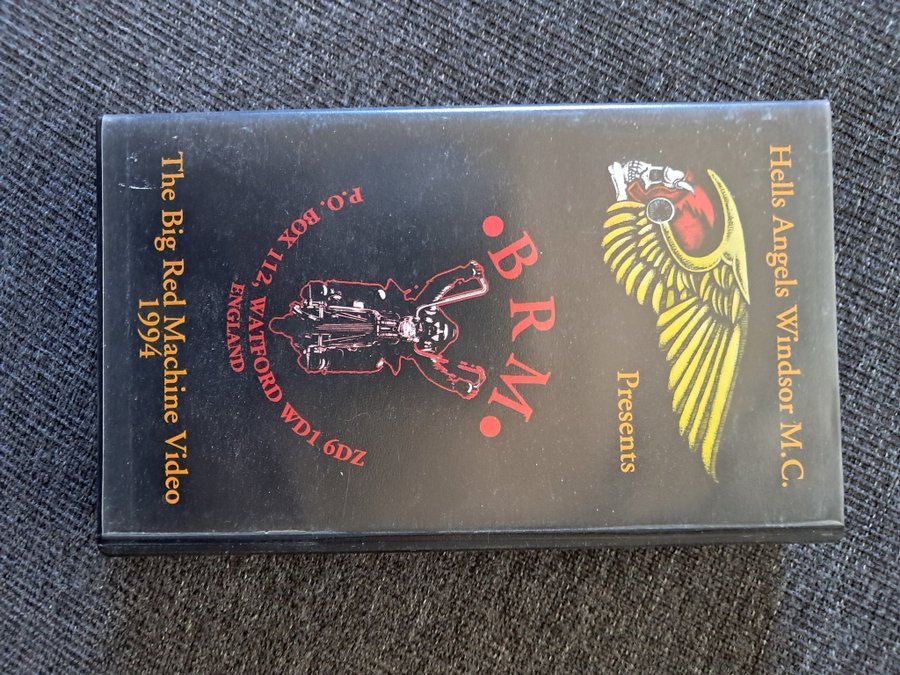 Hells Angels Windsor M.C.
Presents
• B R M •
P.O. BOX 112, WATFORD WD1 6DZ
ENGLAND
The Big Red Machine Video
1994